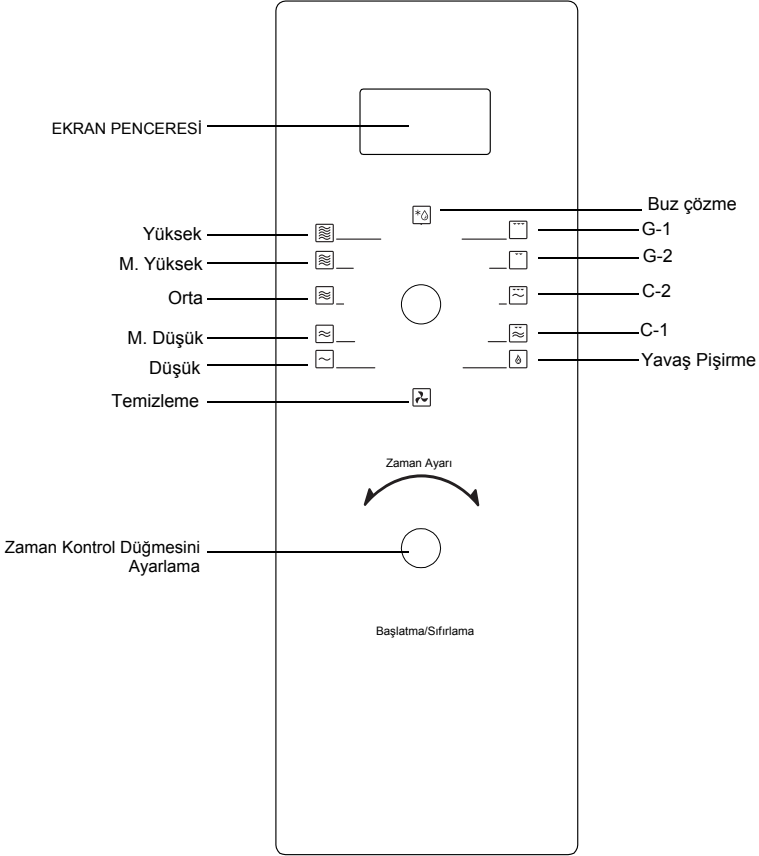 EKRAN PENCERESİ
Yüksek
M. Yüksek
Orta
M. Düşük
Düşük
Temizleme
Buz çözme
G-1
G-2
C-2
C-1
Yavaş Pişirme
Zaman Ayarı
Zaman Kontrol Düğmesini
Ayarlama
Başlatma/Sıfırlama